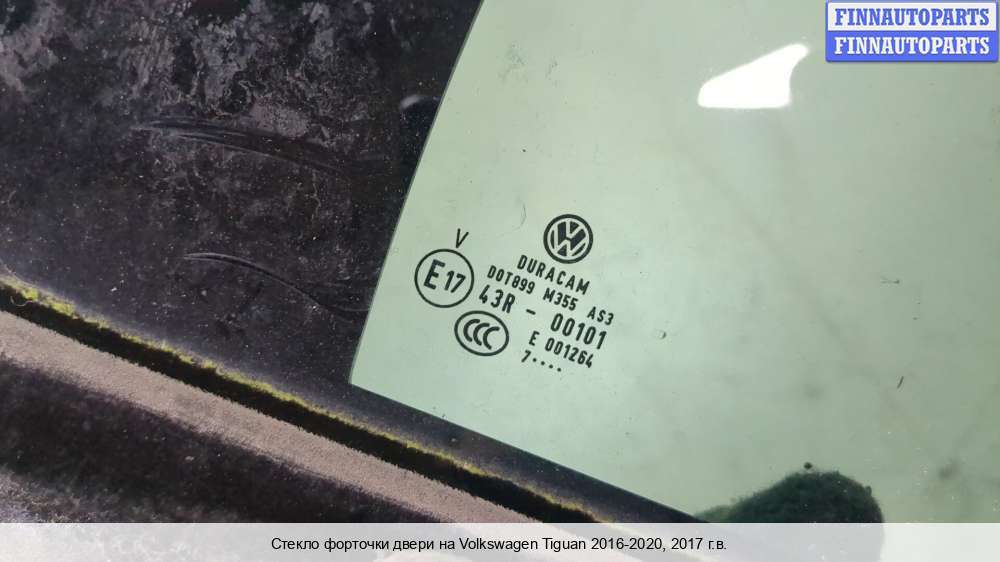 FINNAUTOPARTS
FINNAUTOPARTS
V
DURACAM
E17
DOT899 M355 AS3
43R - 00101
CCC
E 001264
7....
Стекло форточки двери на Volkswagen Tiguan 2016-2020, 2017 г.в.